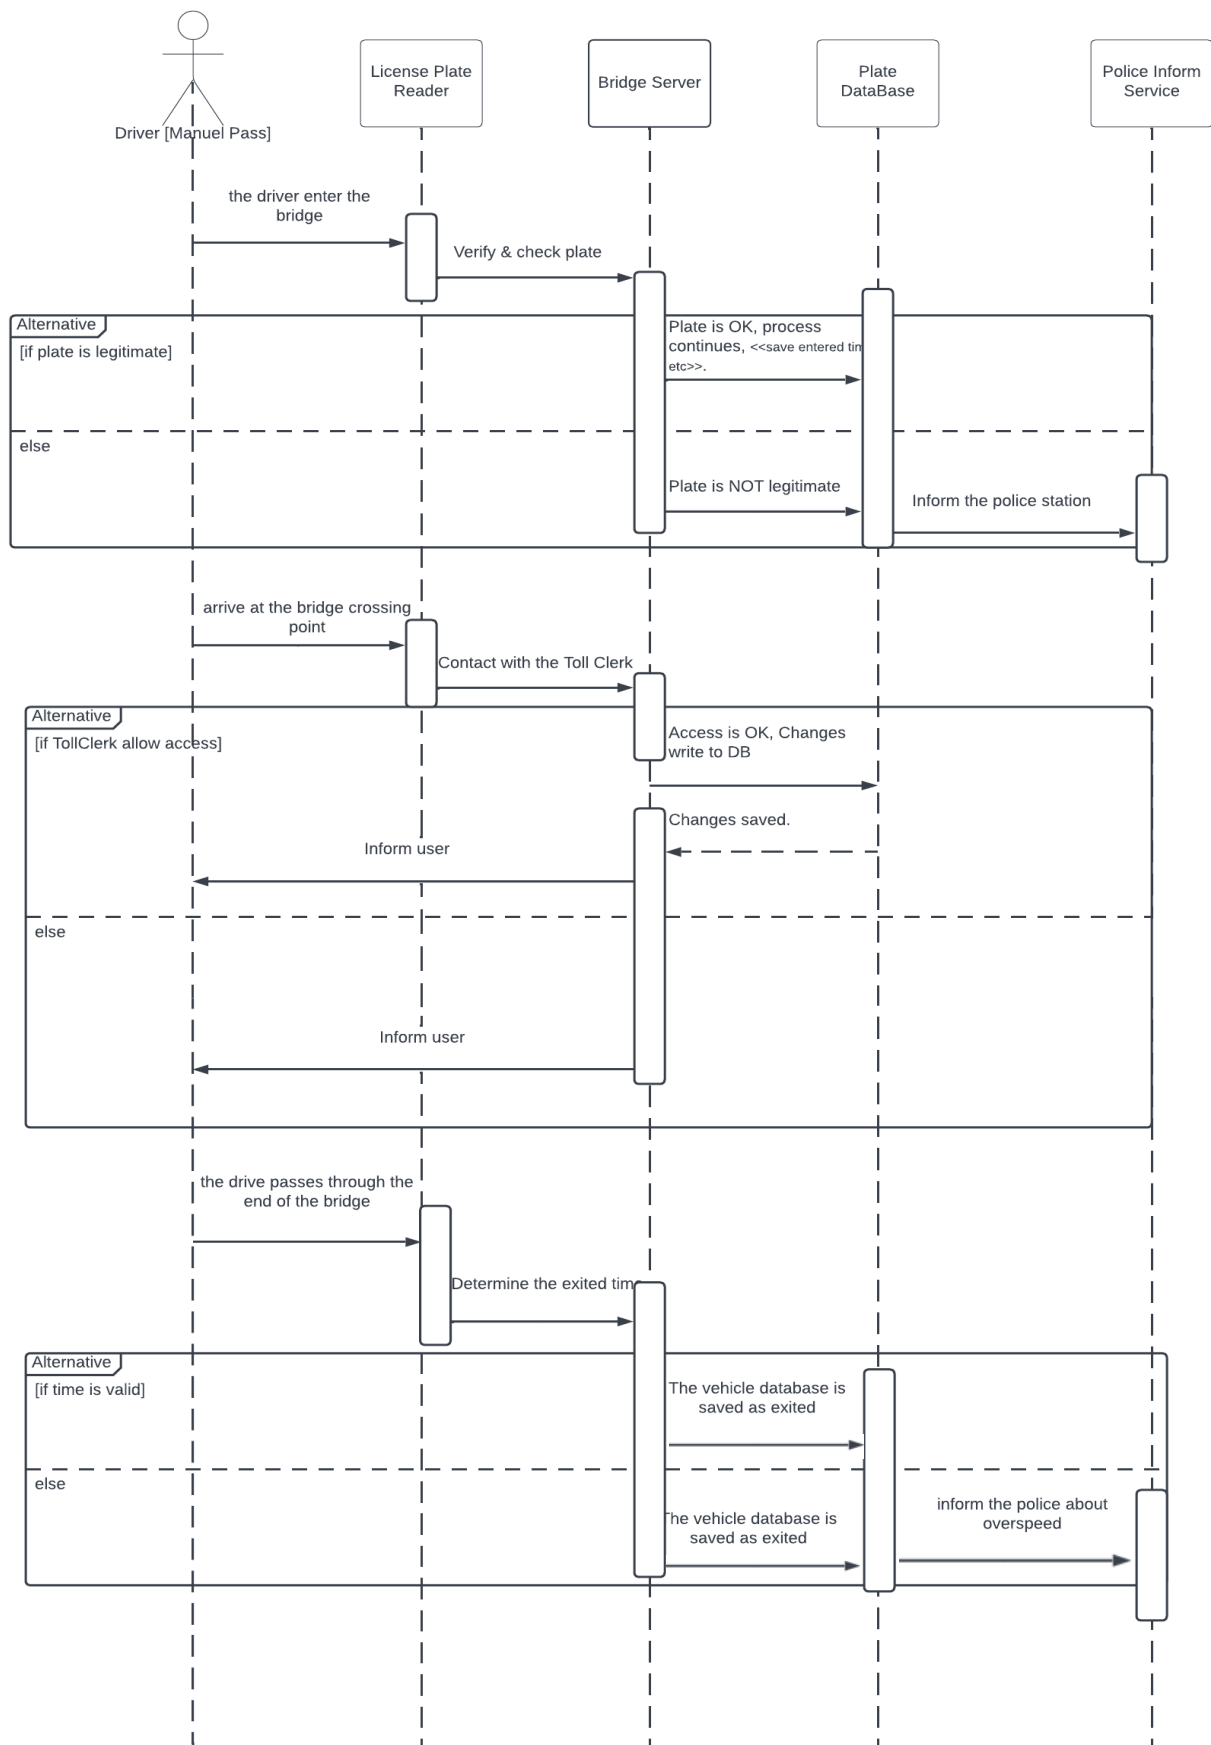 License Plate
Reader
Bridge Server
Plate
DataBase
Police Inform
Service
Driver [Manuel Pass]
the driver enter the
bridge
Verify & check plate
Alternative
[if plate is legitimate]
Plate is OK, process
continues, <<save entered
etc>>.
else
Plate is NOT legitimate
Inform the police station
arrive at the bridge crossing
point
Contact with the Toll Clerk
Alternative
[if TollClerk allow access]
Access is OK, Changes
write to DB
Changes saved.
Inform user
else
Inform user
the drive passes through the
end of the bridge
Determine the exited time
Alternative
[if time is valid]
The vehicle database is
saved as exited
else
The vehicle database is
saved as exited
inform the police about
overspeed